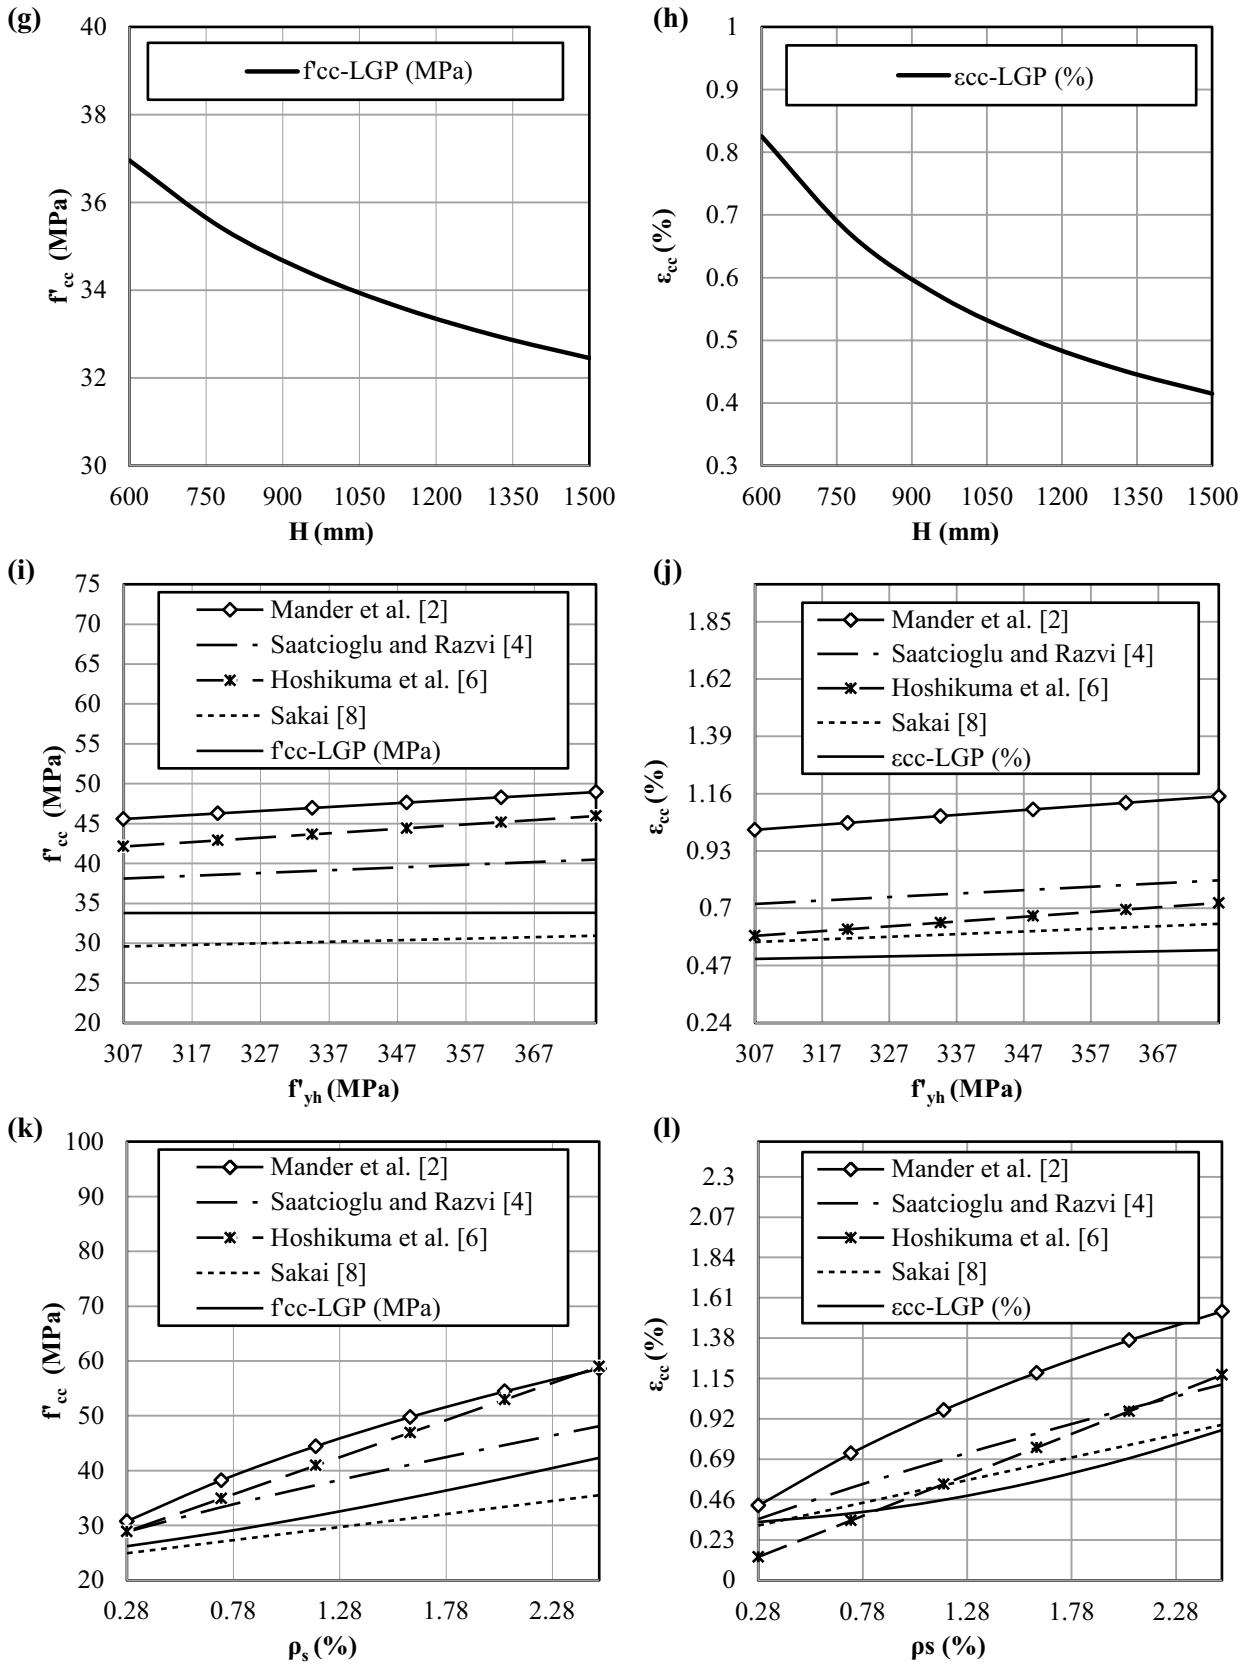 (g)
40
38
36
34
32
30
f'cc (MPa)
f'cc-LGP (MPa)
600 750 900 1050 1200 1350 1500
H (mm)
(h)
1
0.9
0.8
0.7
0.6
0.5
0.4
0.3
εcc (%)
εcc-LGP (%)
600 750 900 1050 1200 1350 1500
H (mm)
(i)
75
70
65
60
55
50
45
40
35
30
25
20
f'cc (MPa)
Mander et al. [2]
Saatcioglu and Razvi [4]
Hoshikuma et al. [6]
Sakai [8]
f'cc-LGP (MPa)
307 317 327 337 347 357 367
f'yh (MPa)
(j)
1.85
1.62
1.39
1.16
0.93
0.7
0.47
0.24
εcc (%)
Mander et al. [2]
Saatcioglu and Razvi [4]
Hoshikuma et al. [6]
Sakai [8]
εcc-LGP (%)
307 317 327 337 347 357 367
f'yh (MPa)
(k)
100
90
80
70
60
50
40
30
20
f'cc (MPa)
Mander et al. [2]
Saatcioglu and Razvi [4]
Hoshikuma et al. [6]
Sakai [8]
f'cc-LGP (MPa)
0.28 0.78 1.28 1.78 2.28
ρs (%)
(l)
2.3
2.07
1.84
1.61
1.38
1.15
0.92
0.69
0.46
0.23
0
εcc (%)
Mander et al. [2]
Saatcioglu and Razvi [4]
Hoshikuma et al. [6]
Sakai [8]
εcc-LGP (%)
0.28 0.78 1.28 1.78 2.28
ρs (%)